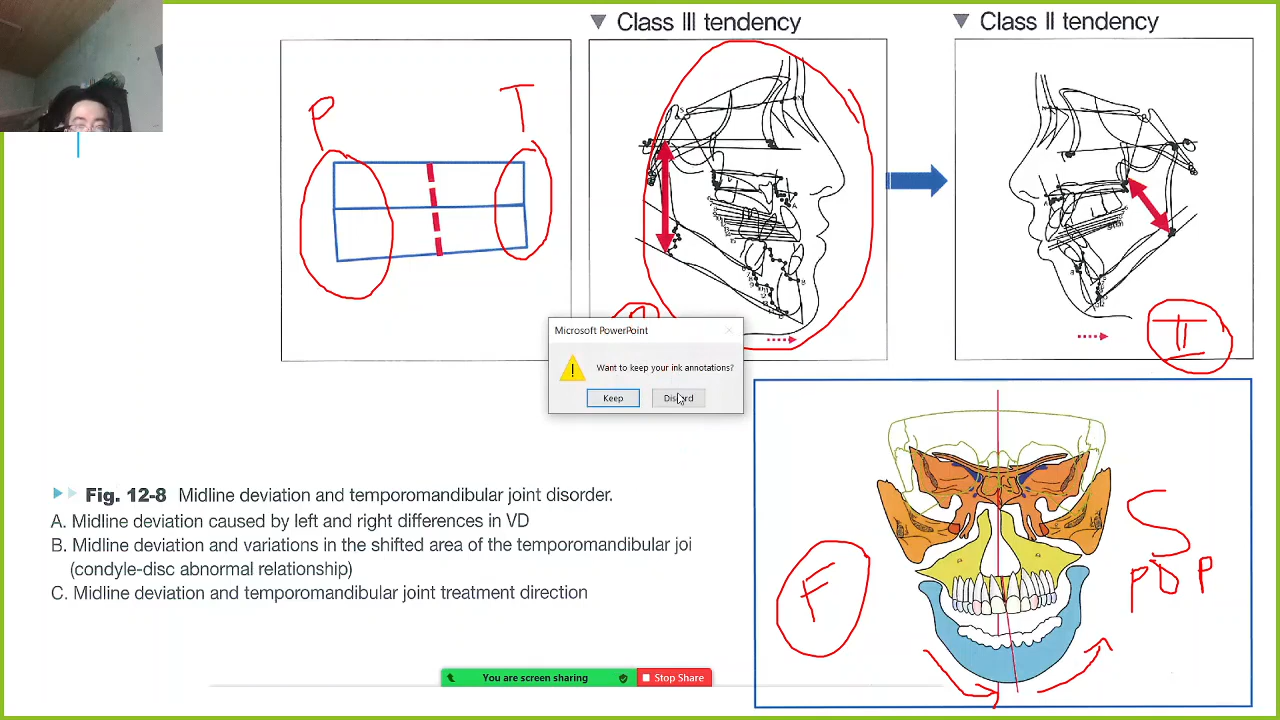 Class III tendency
Class II tendency
P
T
II
Microsoft PowerPoint
Want to keep your ink annotations?
Keep
Discard
Fig. 12-8 Midline deviation and temporomandibular joint disorder.
A. Midline deviation caused by left and right differences in VD
B. Midline deviation and variations in the shifted area of the temporomandibular joi
(condyle-disc abnormal relationship)
C. Midline deviation and temporomandibular joint treatment direction
F
S
PDP
You are screen sharing
Stop Share